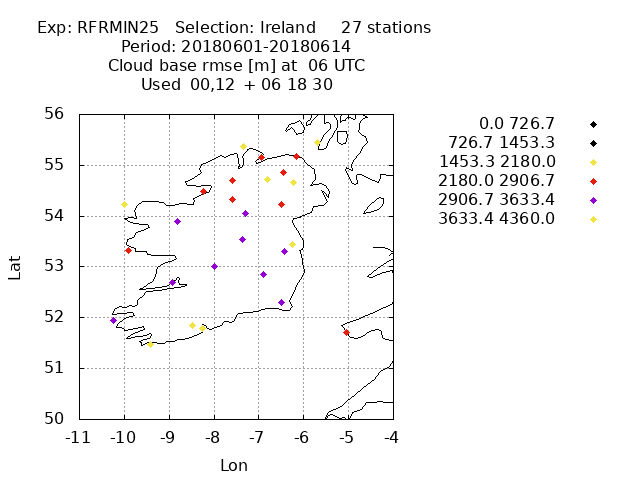 Exp: RFRMIN25   Selection: Ireland     27 stations
Period: 20180601-20180614
Cloud base rmse [m] at  06 UTC
Used  00,12  + 06 18 30
0.0 726.7
726.7 1453.3
1453.3 2180.0
2180.0 2906.7
2906.7 3633.4
3633.4 4360.0
56
55
54
53
52
51
50
Lat
-11 -10 -9 -8 -7 -6 -5 -4
Lon